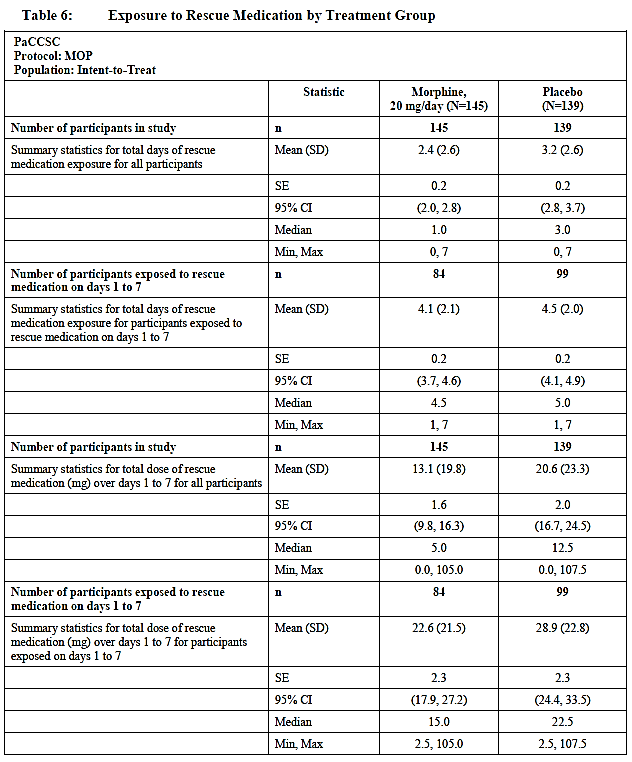 Table 6: Exposure to Rescue Medication by Treatment Group
PaCCSC
Protocol: MOP
Population: Intent-to-Treat
Statistic Morphine, 20 mg/day (N=145) Placebo (N=139)
Number of participants in study n 145 139
Summary statistics for total days of rescue medication exposure for all participants Mean (SD) 2.4 (2.6) 3.2 (2.6)
SE 0.2 0.2
95% CI (2.0, 2.8) (2.8, 3.7)
Median 1.0 3.0
Min, Max 0, 7 0, 7
Number of participants exposed to rescue medication on days 1 to 7 n 84 99
Summary statistics for total days of rescue medication exposure for participants exposed to rescue medication on days 1 to 7 Mean (SD) 4.1 (2.1) 4.5 (2.0)
SE 0.2 0.2
95% CI (3.7, 4.6) (4.1, 4.9)
Median 4.5 5.0
Min, Max 1, 7 1, 7
Number of participants in study n 145 139
Summary statistics for total dose of rescue medication (mg) over days 1 to 7 for all participants Mean (SD) 13.1 (19.8) 20.6 (23.3)
SE 1.6 2.0
95% CI (9.8, 16.3) (16.7, 24.5)
Median 5.0 12.5
Min, Max 0.0, 105.0 0.0, 107.5
Number of participants exposed to rescue medication on days 1 to 7 n 84 99
Summary statistics for total dose of rescue medication (mg) over days 1 to 7 for participants exposed on days 1 to 7 Mean (SD) 22.6 (21.5) 28.9 (22.8)
SE 2.3 2.3
95% CI (17.9, 27.2) (24.4, 33.5)
Median 15.0 22.5
Min, Max 2.5, 105.0 2.5, 107.5